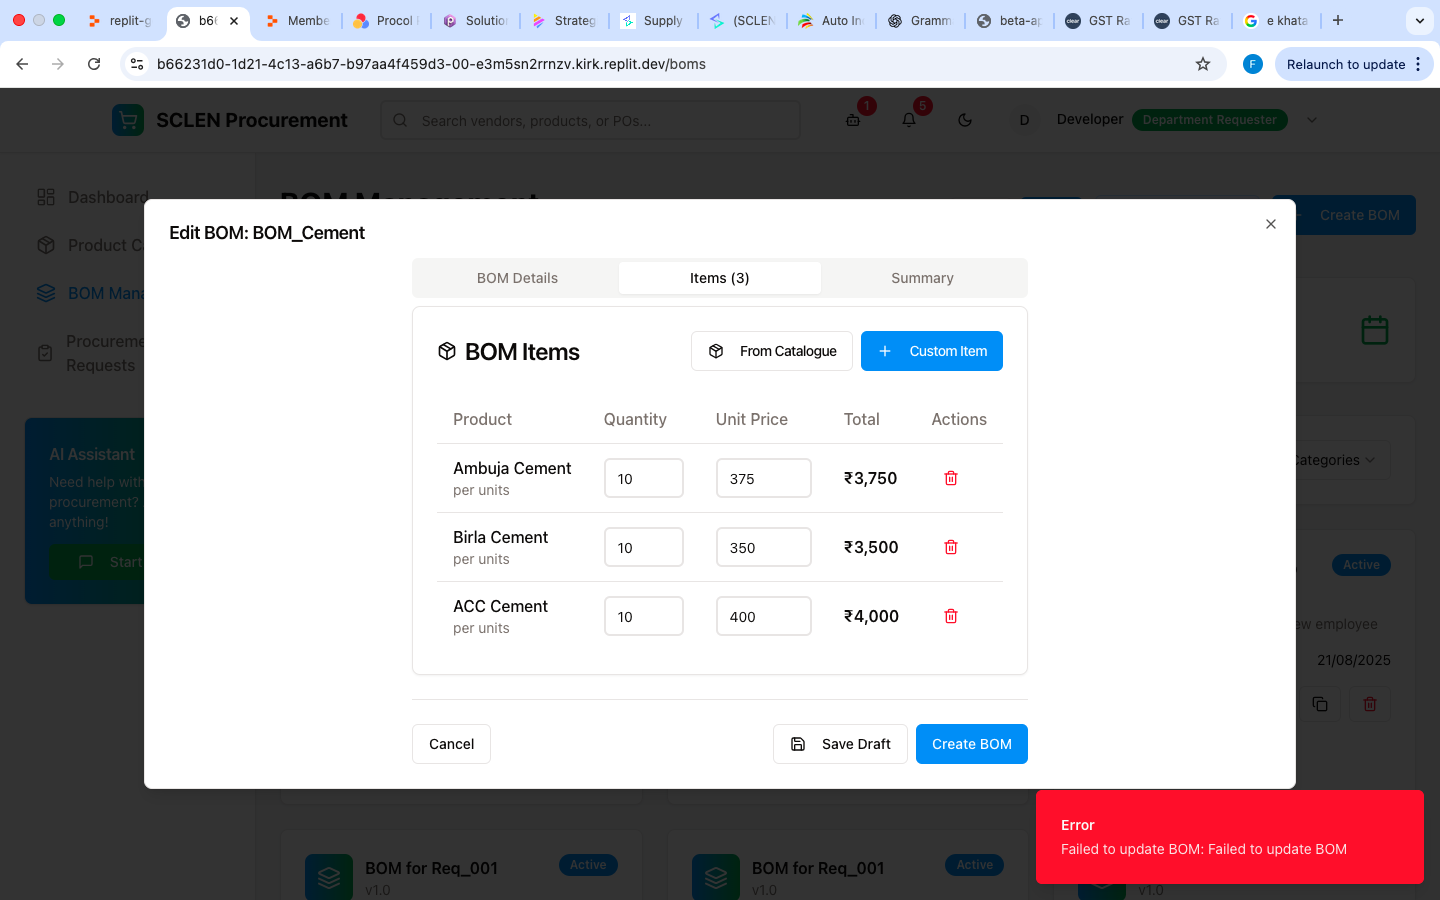 replit-g
b6
Membe
Procol
Solutio
Strateg
Supply
(SCLEN
Auto In
Gramm
beta-ap
GST Ra
GST Ra
e khata
b66231d0-1d21-4c13-a6b7-b97aa4f459d3-00-e3m5sn2rrnzv.kirk.replit.dev/boms
F
Relaunch to update
SCLEN Procurement
Search vendors, products, or POs...
1
5
D
Developer
Department Requester
Dashboard
BOM Management
Create BOM
Product C
BOM Mana
Procureme
Requests
AI Assistant
Need help with
procurement?
anything!
Start
Edit BOM: BOM_Cement
BOM Details
Items (3)
Summary
BOM Items
From Catalogue
Custom Item
Product
Quantity
Unit Price
Total
Actions
Ambuja Cement
per units
10
375
₹3,750
Birla Cement
per units
10
350
₹3,500
ACC Cement
per units
10
400
₹4,000
Cancel
Save Draft
Create BOM
Categories
Active
ew employee
21/08/2025
Error
Failed to update BOM: Failed to update BOM
BOM for Req_001
v1.0
Active
BOM for Req_001
v1.0
Active
v1.0